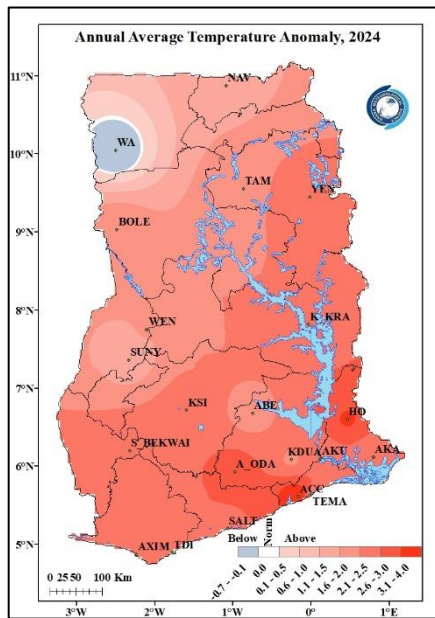 Annual Average Temperature Anomaly, 2024
11°N
10°N
9°N
8°N
7°N
6°N
5°N
NAV
WA
TAM
YEN
BOLE
K_KRA
WEN
SUNY
KSI
ABE
HO
S_BEKWAI
KDUA
AKU
AKA
A_ODA
ACC
TEMA
SALT
AXIM
TDI
Below
Norm
Above
-0.7 - -0.1
0.0
0.1 - 0.5
0.6 - 1.0
1.1 - 1.5
1.6 - 2.0
2.1 - 2.5
2.6 - 3.0
3.1 - 4.0
0 25 50 100 Km
3°W
2°W
1°W
0°
1°E